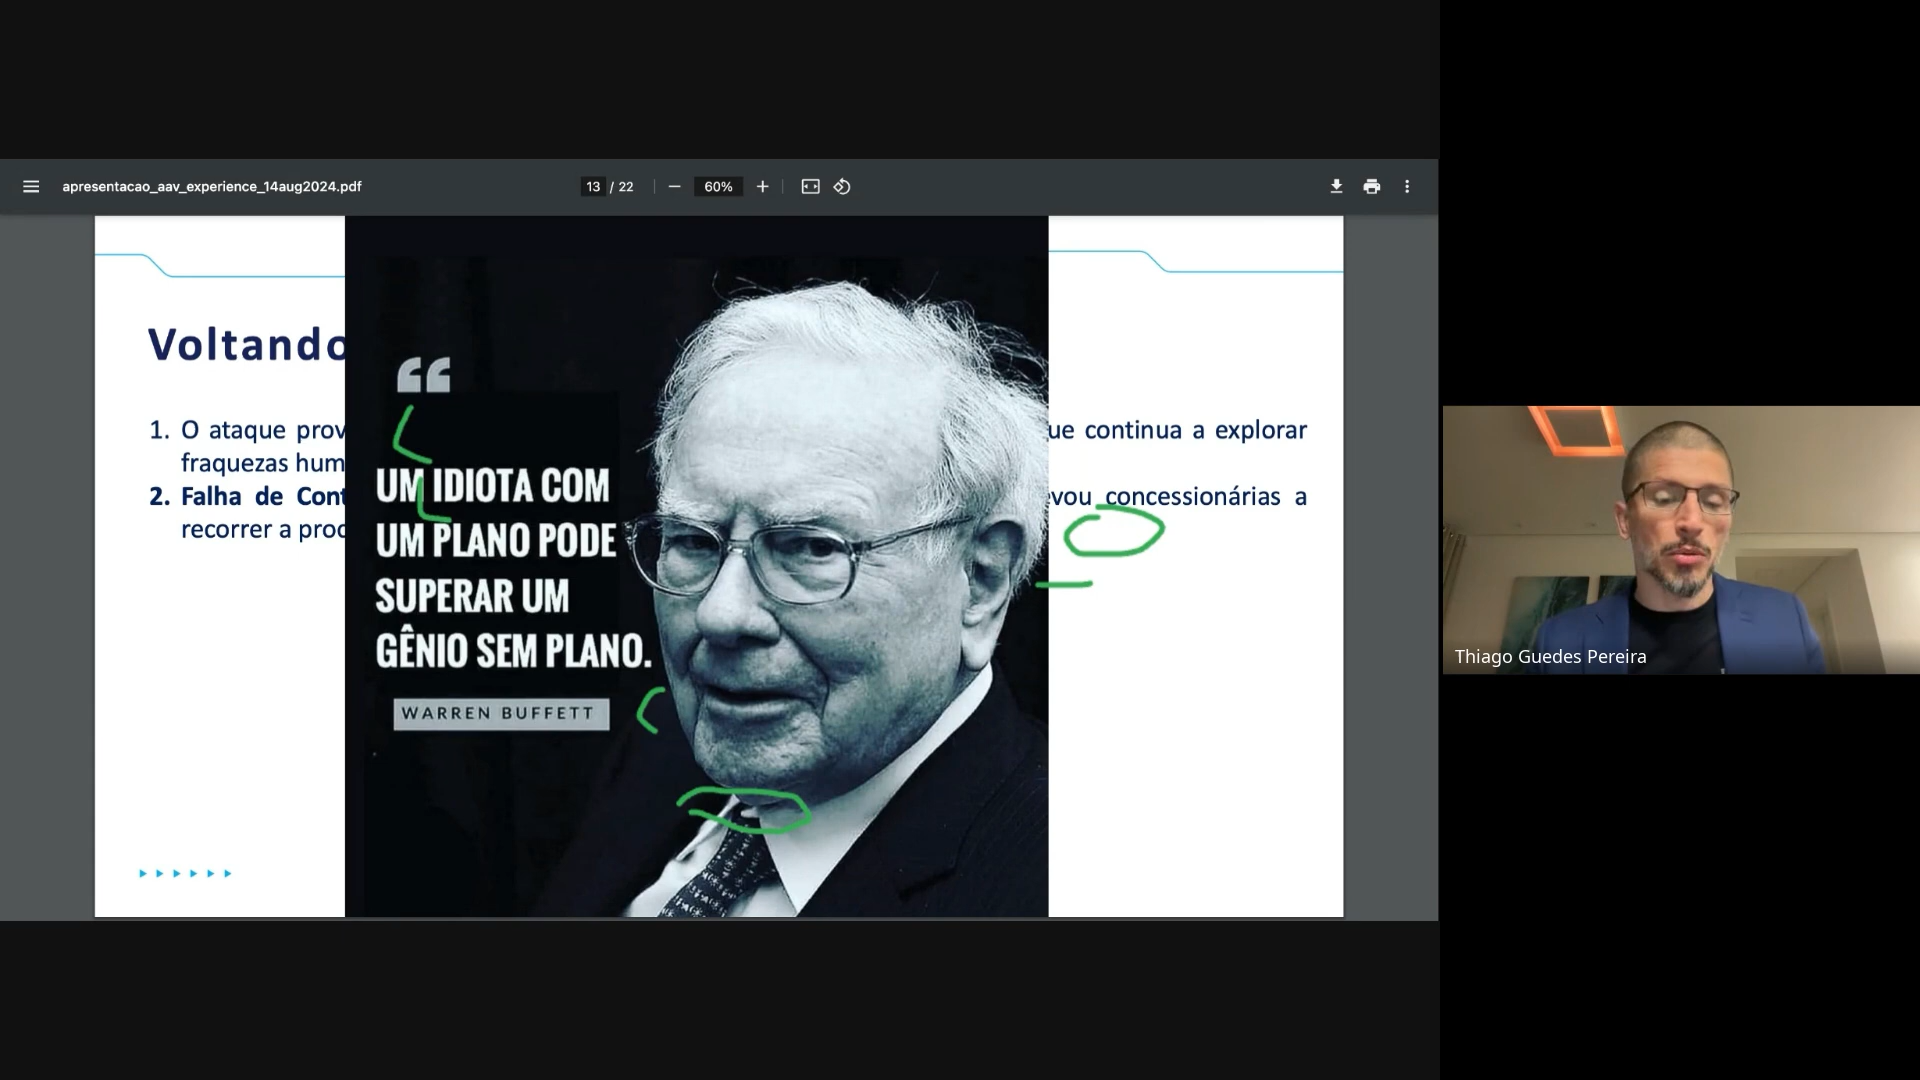 apresentacao_aav_experience_14aug2024.pdf
13 / 22
60%
Voltando
1. O ataque prov
ue continua a explorar
fraquezas hum
2. Falha de Cont
vou concessionárias a
recorrer a proc
UM IDIOTA COM
UM PLANO PODE
SUPERAR UM
GÊNIO SEM PLANO.
WARREN BUFFETT
Thiago Guedes Pereira